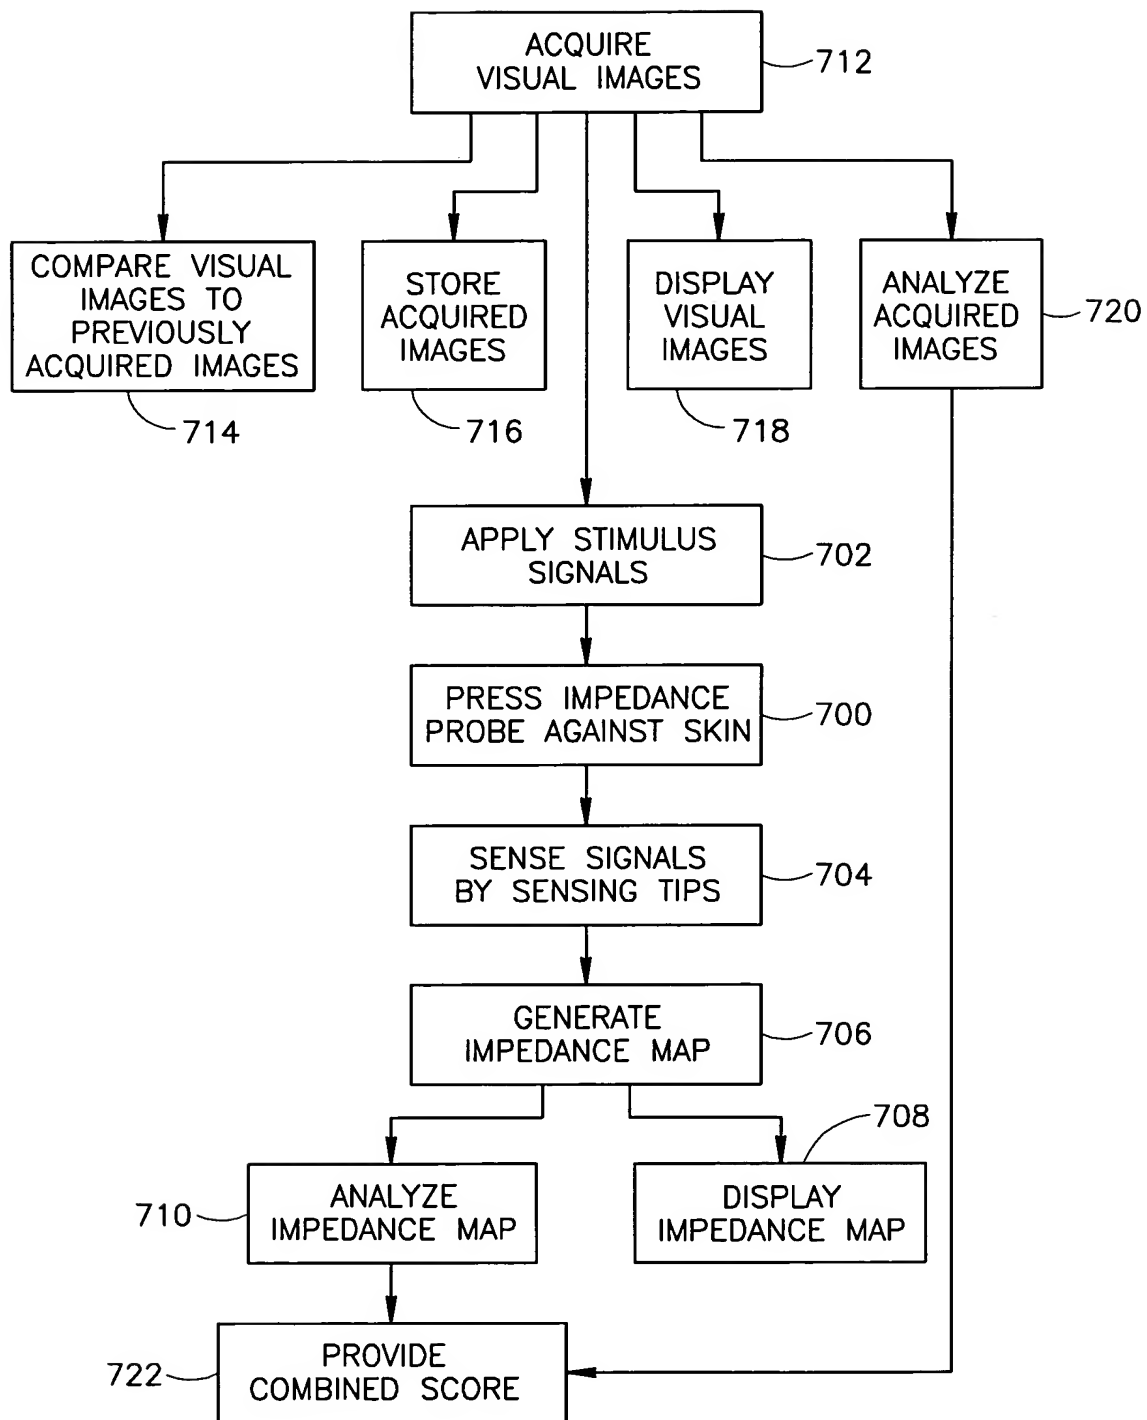 ACQUIRE
VISUAL IMAGES
712
COMPARE VISUAL
IMAGES TO
PREVIOUSLY
ACQUIRED IMAGES
714
STORE
ACQUIRED
IMAGES
716
DISPLAY
VISUAL
IMAGES
718
ANALYZE
ACQUIRED
IMAGES
720
APPLY STIMULUS
SIGNALS
702
PRESS IMPEDANCE
PROBE AGAINST SKIN
700
SENSE SIGNALS
BY SENSING TIPS
704
GENERATE
IMPEDANCE MAP
706
708
710
ANALYZE
IMPEDANCE MAP
DISPLAY
IMPEDANCE MAP
722
PROVIDE
COMBINED SCORE